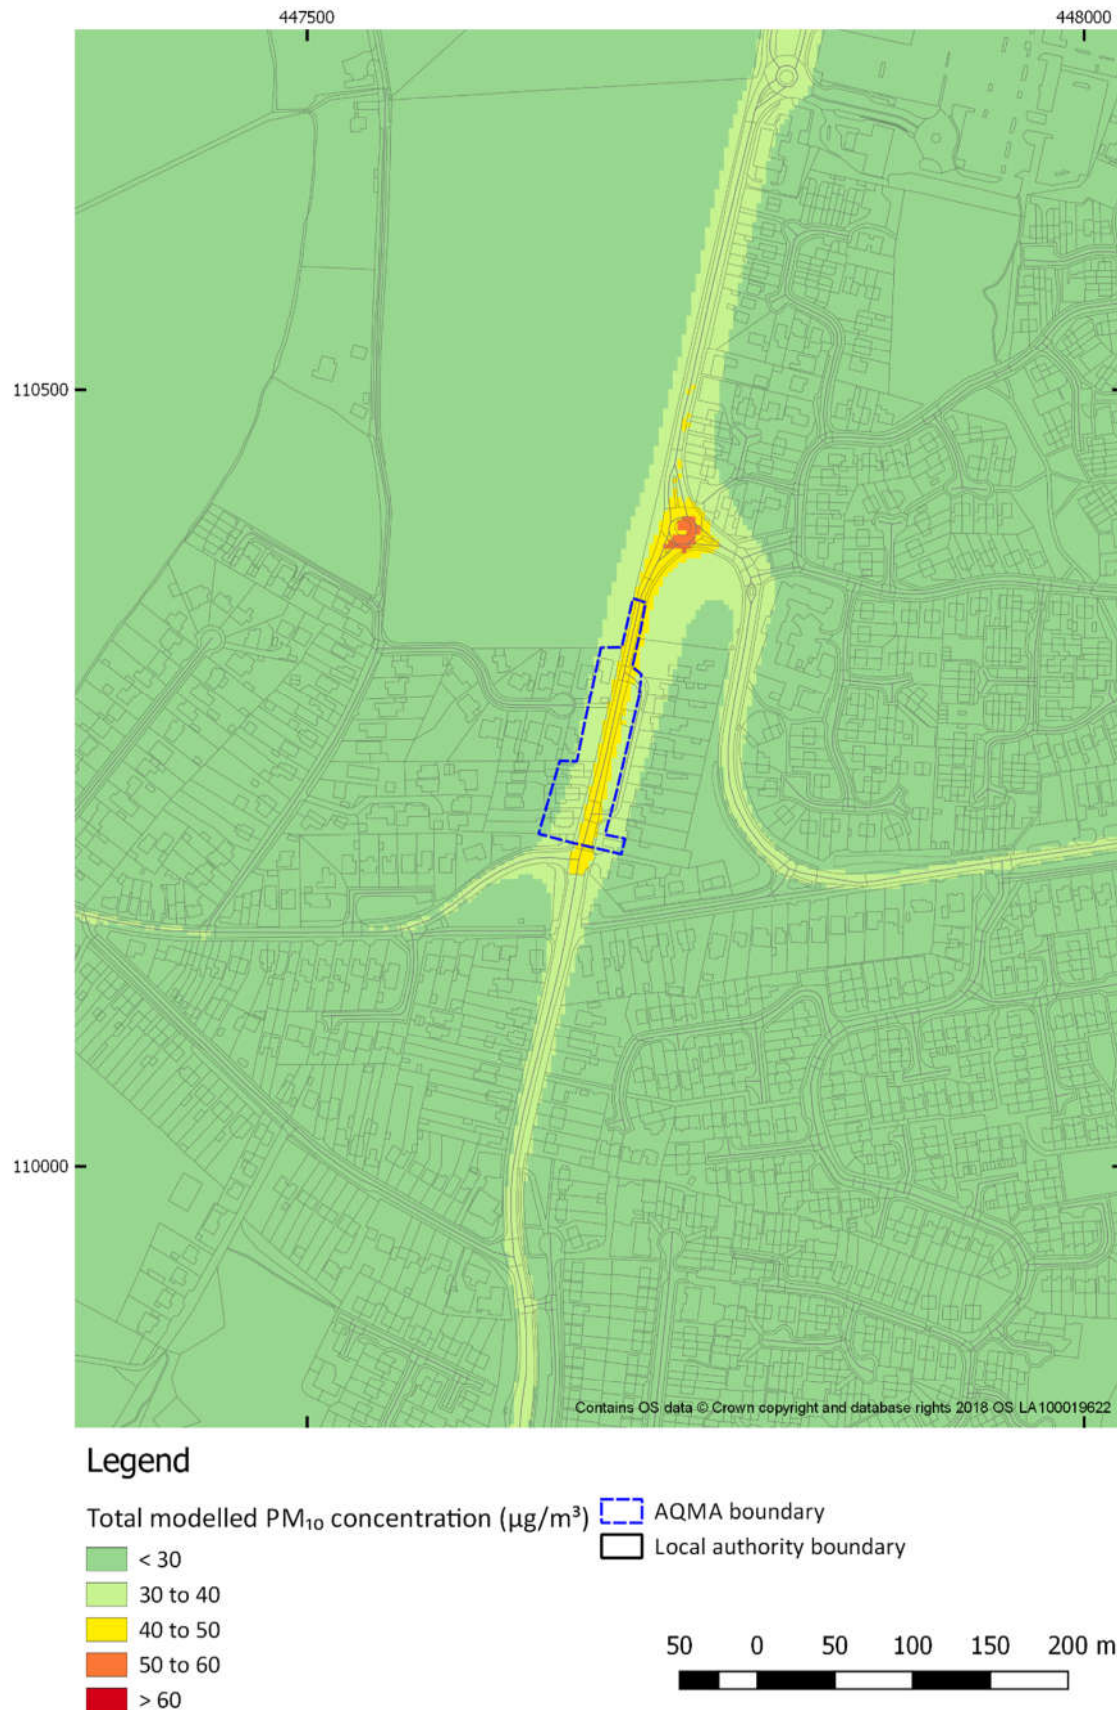 447500 448000
110500
110000
Contains OS data © Crown copyright and database rights 2018 OS LA100019622
Legend
Total modelled PM₁₀ concentration (µg/m³)
< 30
30 to 40
40 to 50
50 to 60
> 60
AQMA boundary
Local authority boundary
50 0 50 100 150 200 m